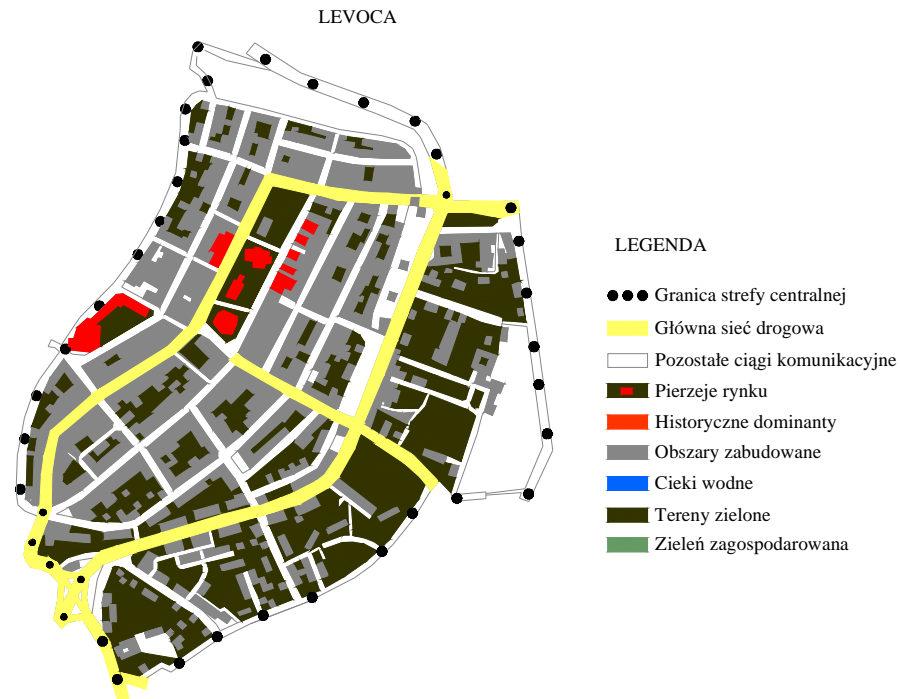 LEVOCA
LEGENDA
Granica strefy centralnej
Główna sieć drogowa
Pozostałe ciągi komunikacyjne
Pierzeje rynku
Historyczne dominanty
Obszary zabudowane
Cieki wodne
Tereny zielone
Zieleń zagospodarowana